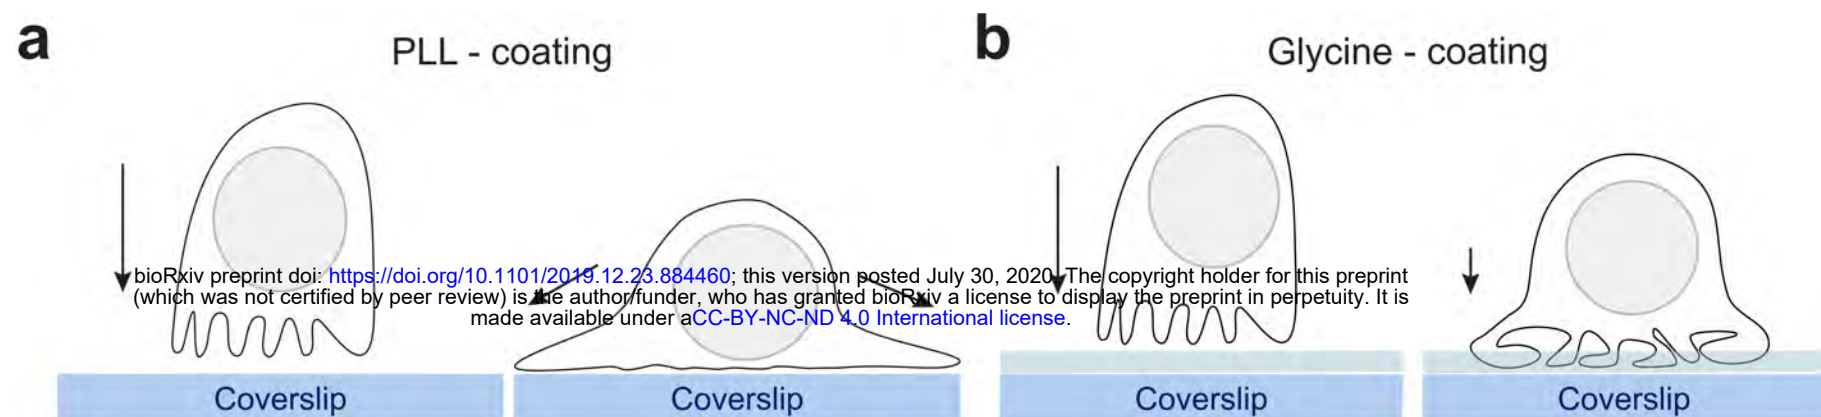 a
PLL - coating
b
Glycine - coating
bioRxiv preprint doi: https://doi.org/10.1101/2019.12.23.884460; this version posted July 30, 2020. The copyright holder for this preprint
(which was not certified by peer review) is the author/funder, who has granted bioRxiv a license to display the preprint in perpetuity. It is
made available under aCC-BY-NC-ND 4.0 International license.
Coverslip
Coverslip
Coverslip
Coverslip